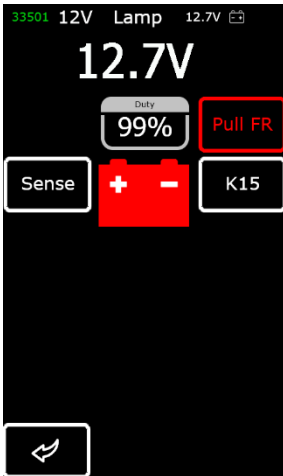 33501 12V Lamp 12.7V
12.7V
Duty
99% Pull FR
Sense + - K15